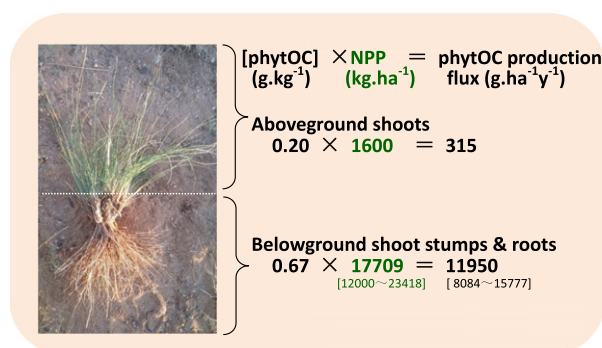 [phytOC] × NPP = phytOC production
(g.kg⁻¹) (kg.ha⁻¹) flux (g.ha⁻¹y⁻¹)
Aboveground shoots
0.20 × 1600 = 315
Belowground shoot stumps & roots
0.67 × 17709 = 11950
[12000～23418] [ 8084～15777]